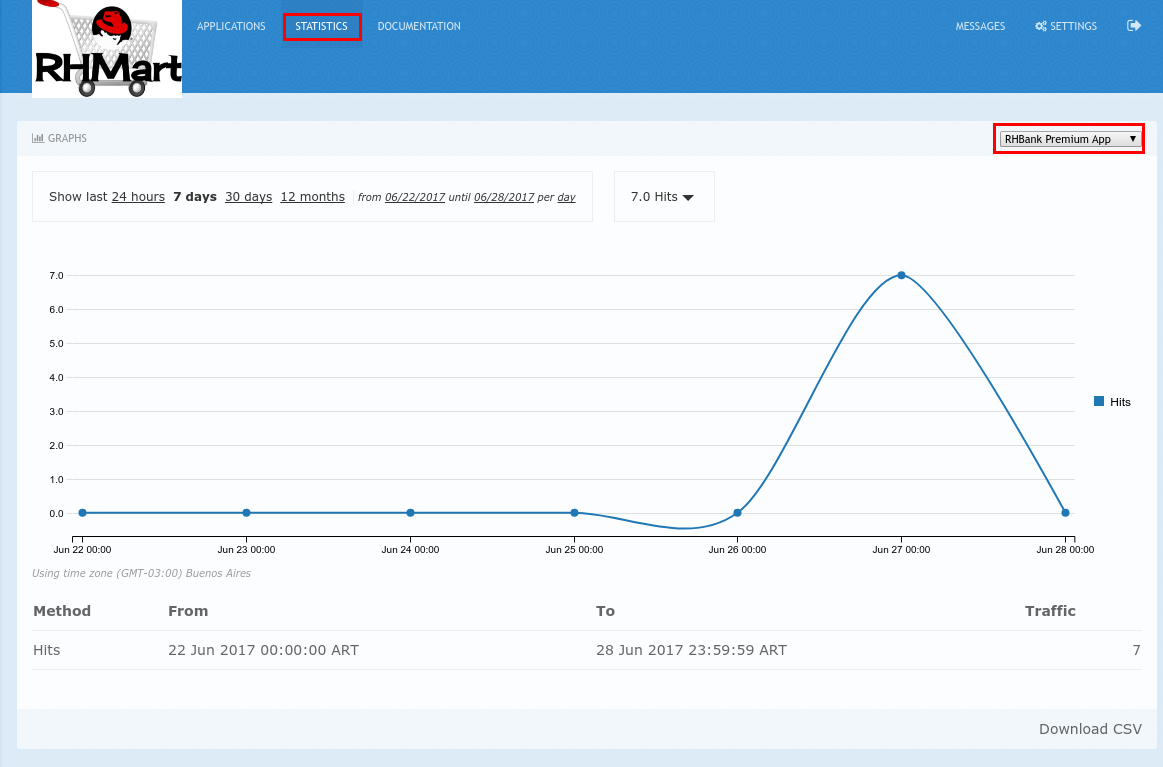 RHMart
APPLICATIONS STATISTICS DOCUMENTATION MESSAGES SETTINGS
GRAPHS RHBank Premium App
Show last 24 hours 7 days 30 days 12 months from 06/22/2017 until 06/28/2017 per day 7.0 Hits
7.0
6.0
5.0
4.0
3.0
2.0
1.0
0.0
Hits
Jun 22 00:00 Jun 23 00:00 Jun 24 00:00 Jun 25 00:00 Jun 26 00:00 Jun 27 00:00 Jun 28 00:00
Using time zone (GMT-03:00) Buenos Aires
Method From To Traffic
Hits 22 Jun 2017 00:00:00 ART 28 Jun 2017 23:59:59 ART 7
Download CSV